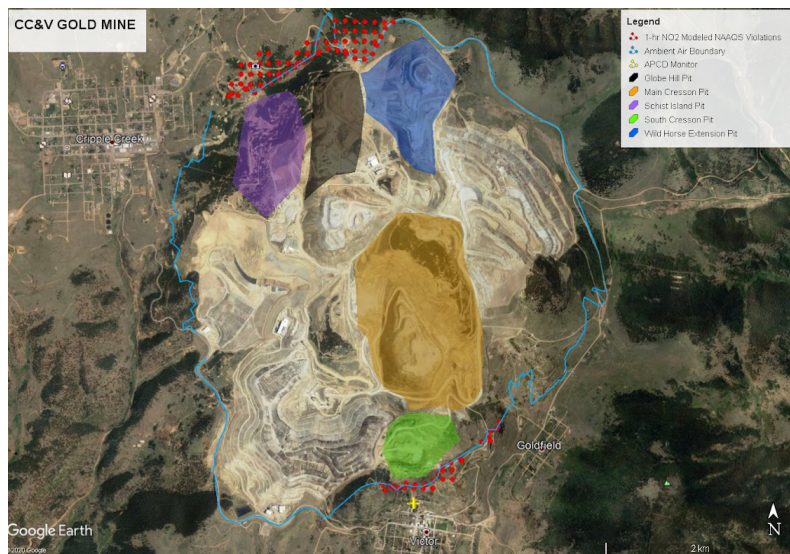 CC&V GOLD MINE
Legend
1-hr NO2 Modeled NAAQS Violations
Ambient Air Boundary
APCD Monitor
Globe Hill Pit
Main Cresson Pit
Schist Island Pit
South Cresson Pit
Wild Horse Extension Pit
Cripple Creek
Goldfield
Victor
Google Earth
©2020 Google
N
2 km